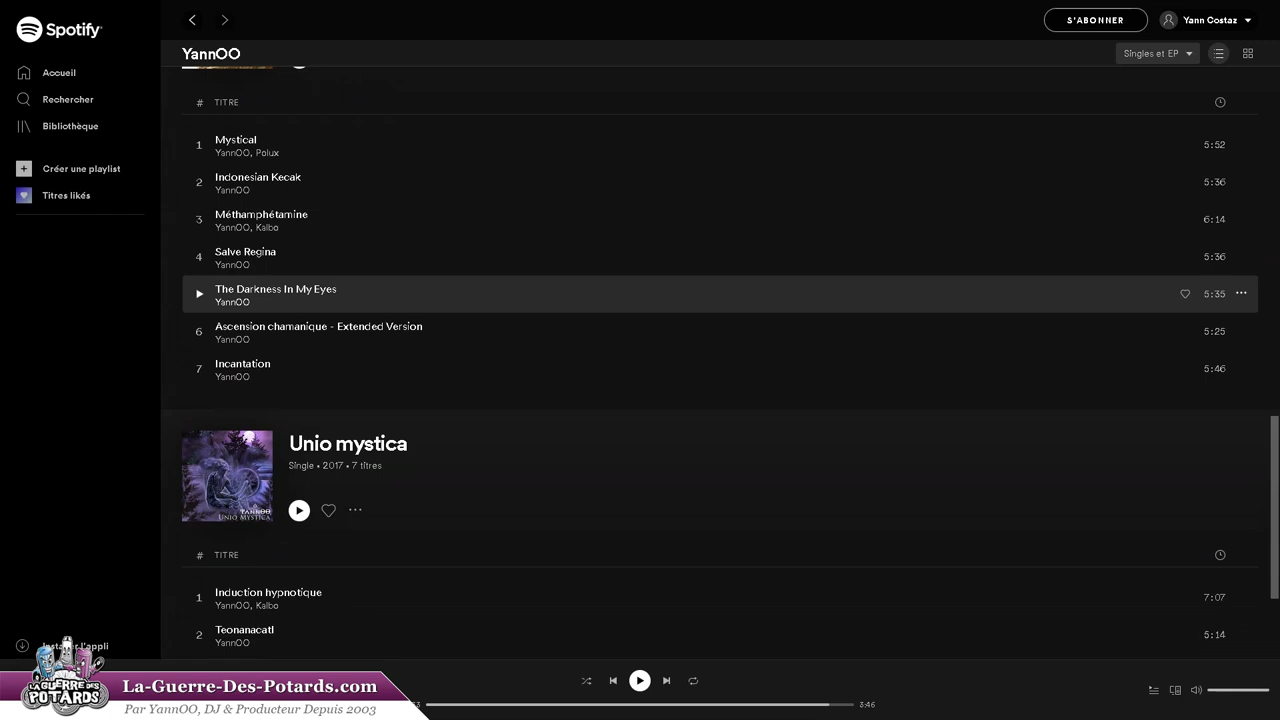 Spotify
S'ABONNER
Yann Costaz
YannOO
Singles et EP
Accueil
Rechercher
Bibliothèque
Créer une playlist
Titres likés
# TITRE
1 Mystical 5:52
YannOO, Polux
2 Indonesian Kecak 5:36
YannOO
3 Méthamphétamine 6:14
YannOO, Kalbo
4 Salve Regina 5:36
YannOO
The Darkness In My Eyes 5:35
YannOO
6 Ascension chamanique - Extended Version 5:25
YannOO
7 Incantation 5:46
YannOO
Unio mystica
Single • 2017 • 7 titres
YANNOO
UNIO MYSTICA
# TITRE
1 Induction hypnotique 7:07
YannOO, Kalbo
2 Teonanacatl 5:14
YannOO
l'appli
LA GUERRE DES
POTARDS
La-Guerre-Des-Potards.com
Par YannOO, DJ & Producteur Depuis 2003
3:46